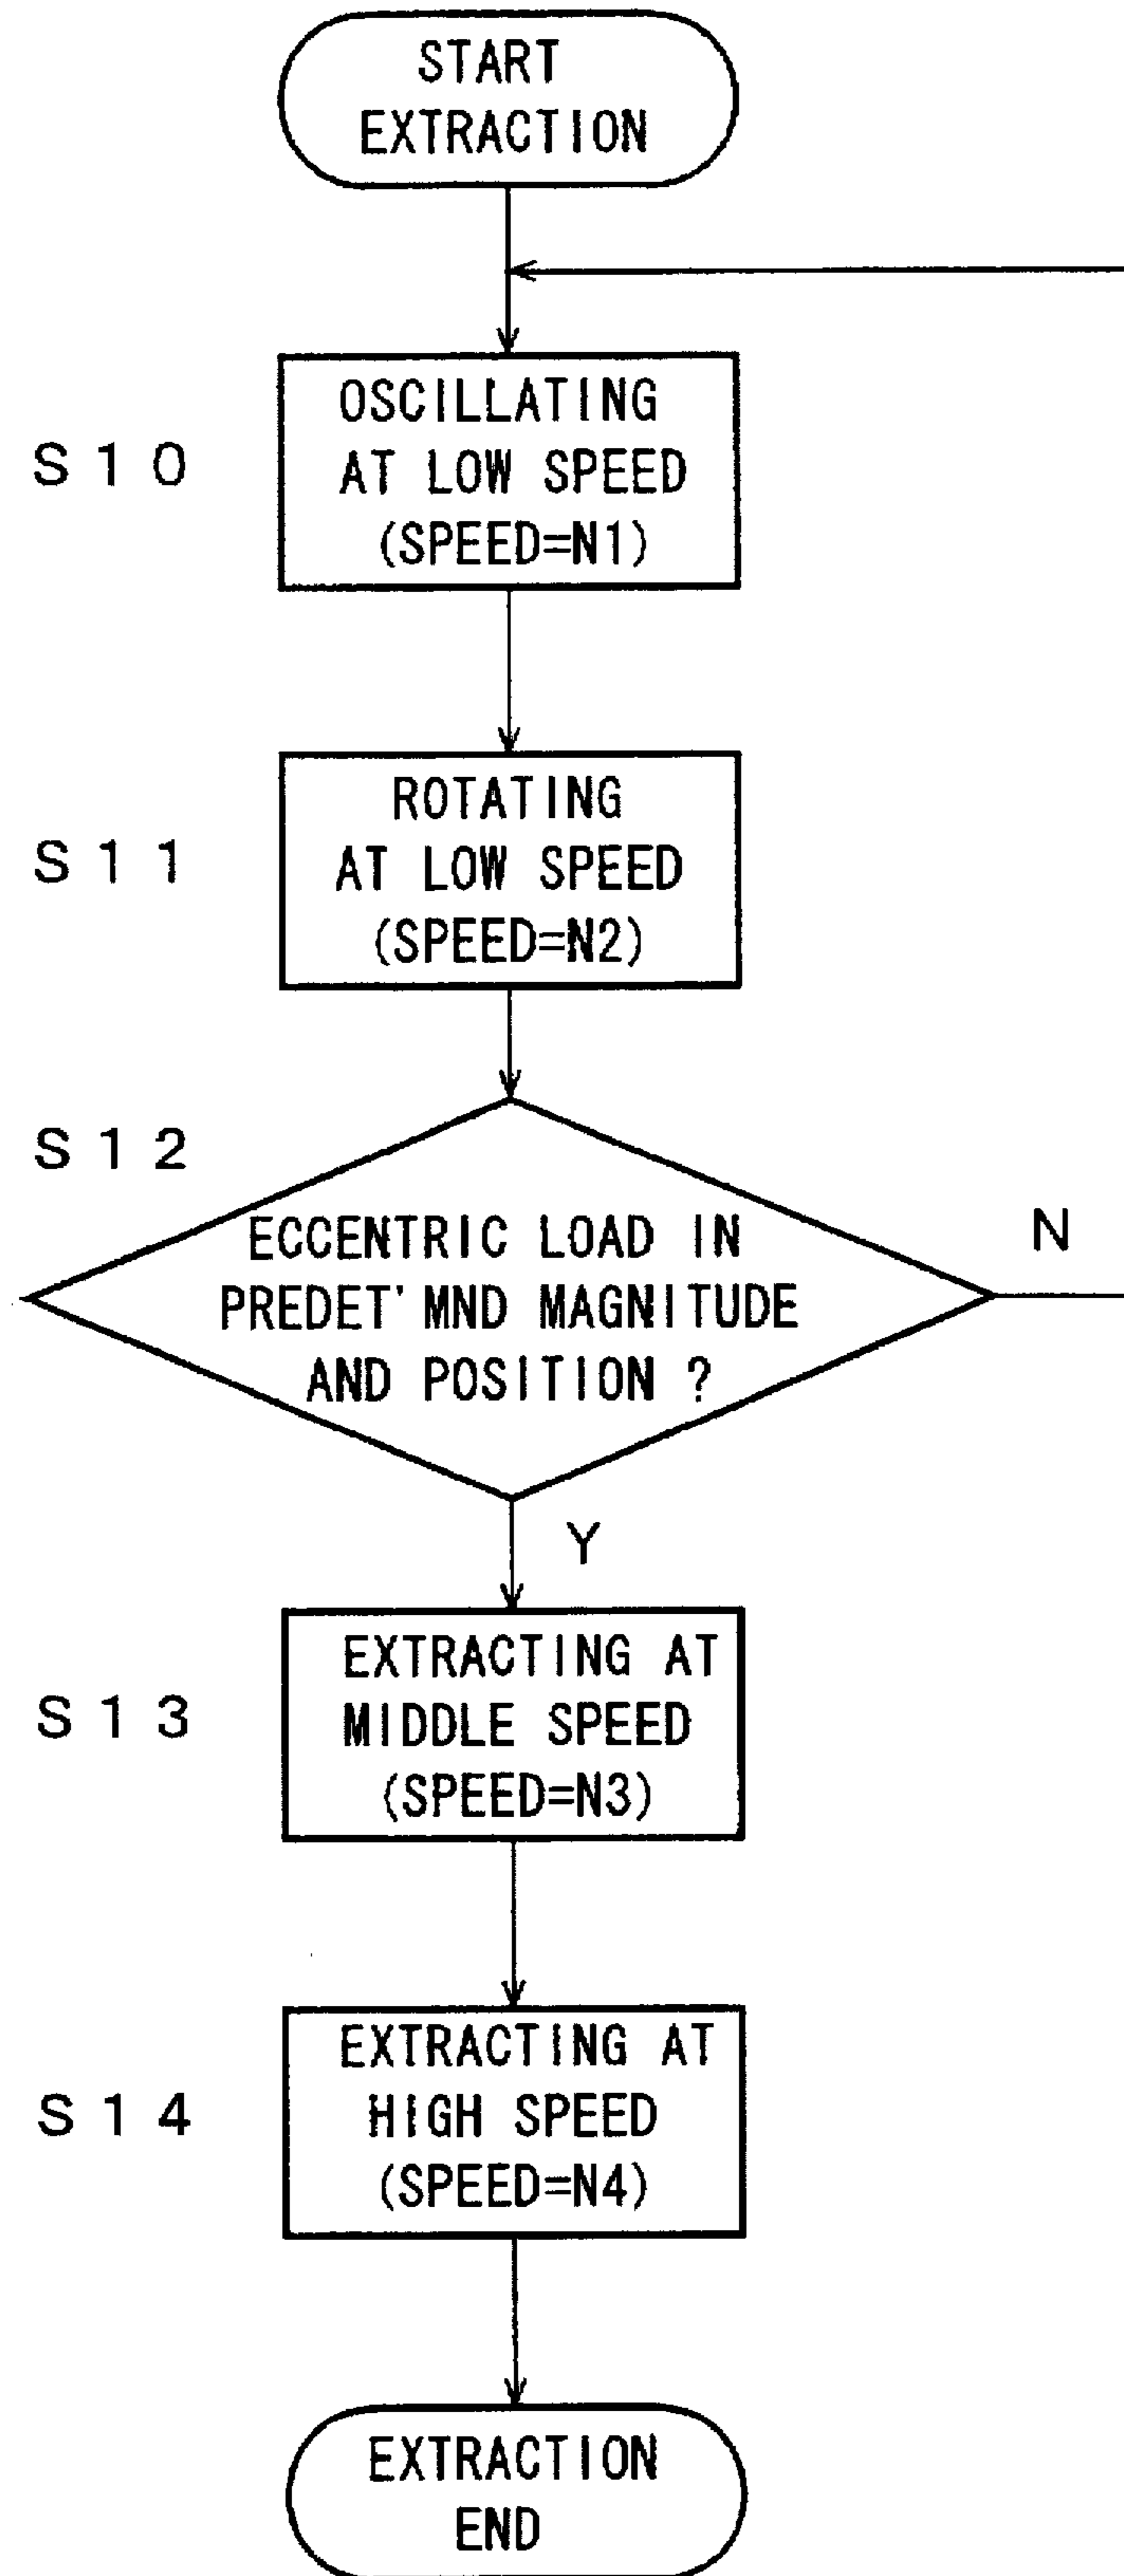 START
EXTRACTION
S10
OSCILLATING
AT LOW SPEED
(SPEED=N1)
S11
ROTATING
AT LOW SPEED
(SPEED=N2)
S12
ECCENTRIC LOAD IN
PREDET'MND MAGNITUDE
AND POSITION ?
N
Y
S13
EXTRACTING AT
MIDDLE SPEED
(SPEED=N3)
S14
EXTRACTING AT
HIGH SPEED
(SPEED=N4)
EXTRACTION
END